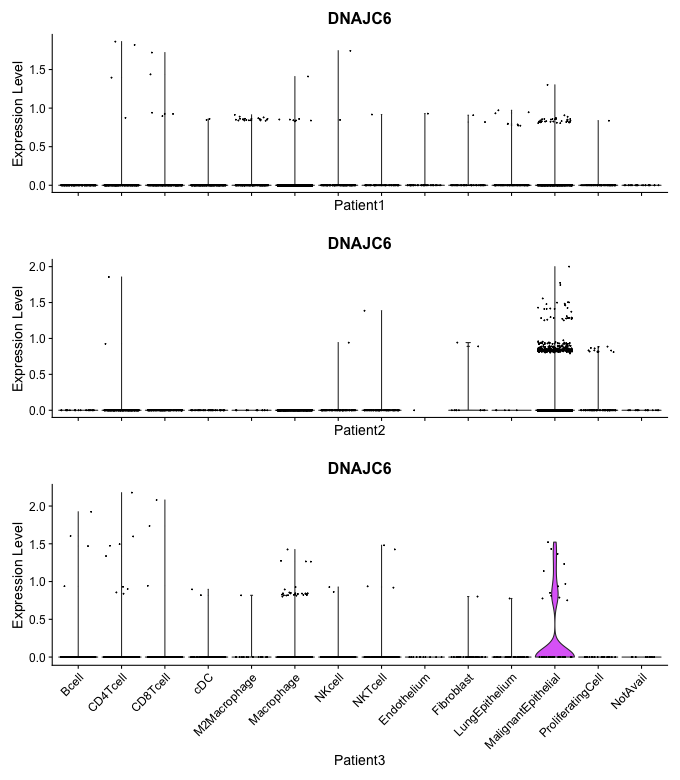 DNAJC6
Expression Level
1.5
1.0
0.5
0.0
Patient1
DNAJC6
Expression Level
2.0
1.5
1.0
0.5
0.0
Patient2
DNAJC6
Expression Level
2.0
1.5
1.0
0.5
0.0
Bcell
CD4Tcell
CD8Tcell
cDC
M2Macrophage
Macrophage
NKcell
NKTcell
Endothelium
Fibroblast
LungEpithelium
MalignantEpithelial
ProliferatingCell
NotAvail
Patient3